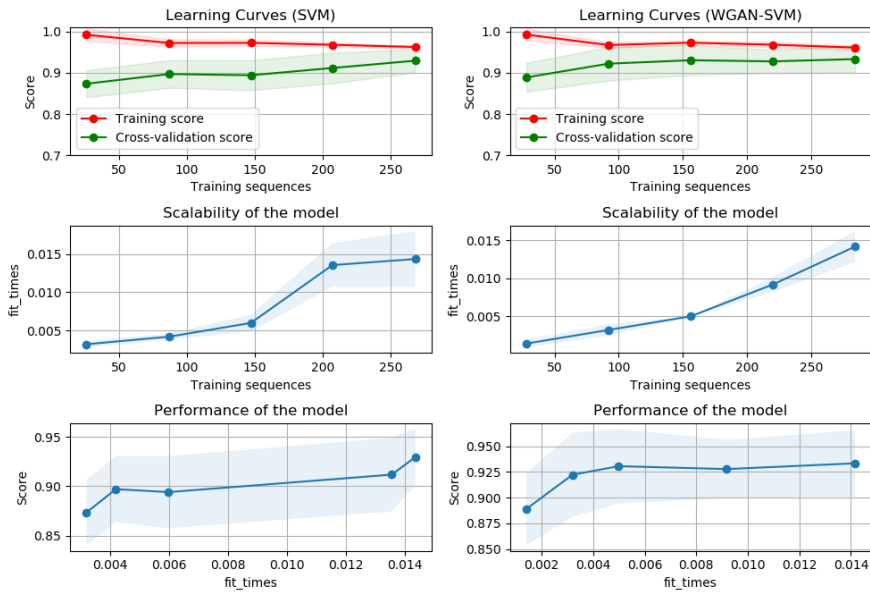 Learning Curves (SVM)
1.0
0.9
0.8
0.7
Score
Training score
Cross-validation score
50
100
150
200
250
Training sequences
Learning Curves (WGAN-SVM)
1.0
0.9
0.8
0.7
Score
Training score
Cross-validation score
50
100
150
200
250
Training sequences
Scalability of the model
0.015
0.010
0.005
fit_times
50
100
150
200
250
Training sequences
Scalability of the model
0.015
0.010
0.005
fit_times
50
100
150
200
250
Training sequences
Performance of the model
0.95
0.90
0.85
Score
0.004
0.006
0.008
0.010
0.012
0.014
fit_times
Performance of the model
0.950
0.925
0.900
0.875
0.850
Score
0.002
0.004
0.006
0.008
0.010
0.012
0.014
fit_times